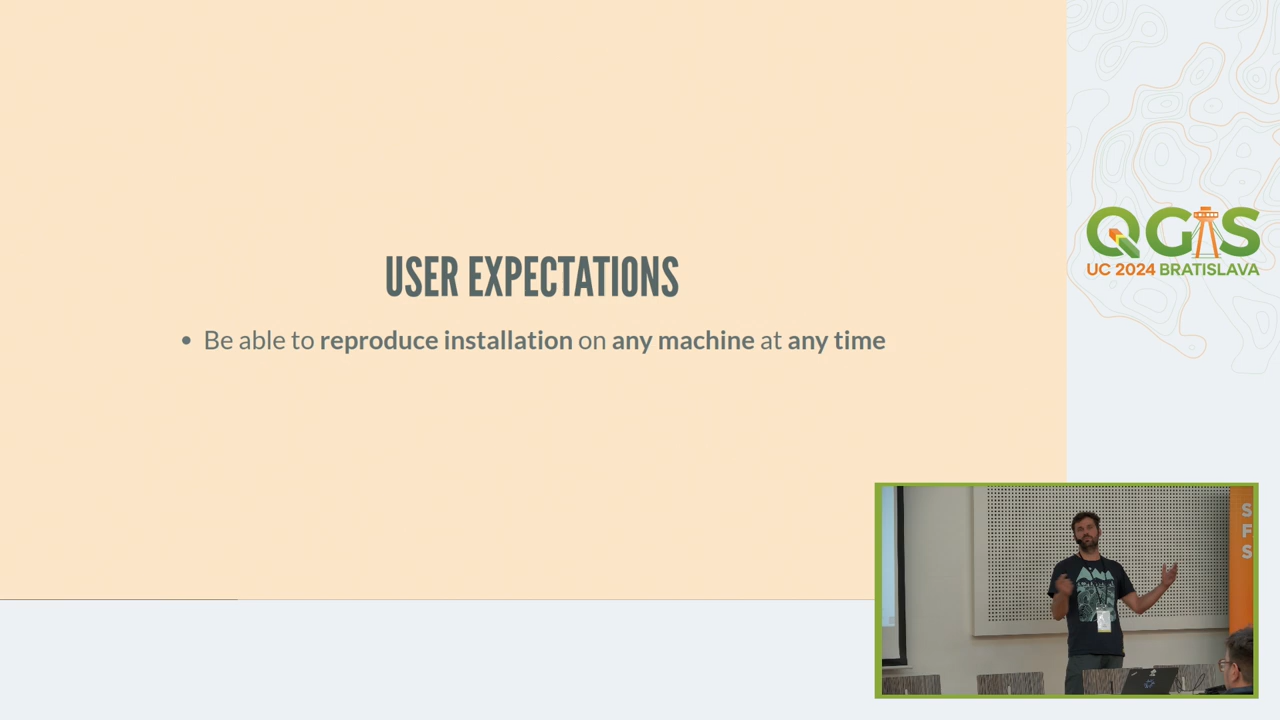 USER EXPECTATIONS
• Be able to reproduce installation on any machine at any time
QGIS
UC 2024 BRATISLAVA
S
F
S